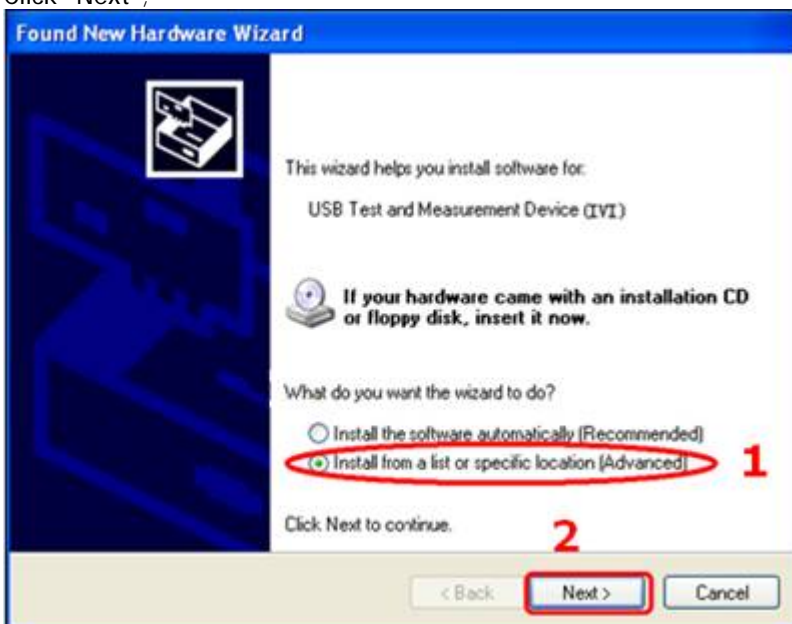 Click "Next",
Found New Hardware Wizard
This wizard helps you install software for:
USB Test and Measurement Device (IVI)
If your hardware came with an installation CD
or floppy disk, insert it now.
What do you want the wizard to do?
Install the software automatically (Recommended)
Install from a list or specific location (Advanced)
1
Click Next to continue.
2
< Back
Next >
Cancel